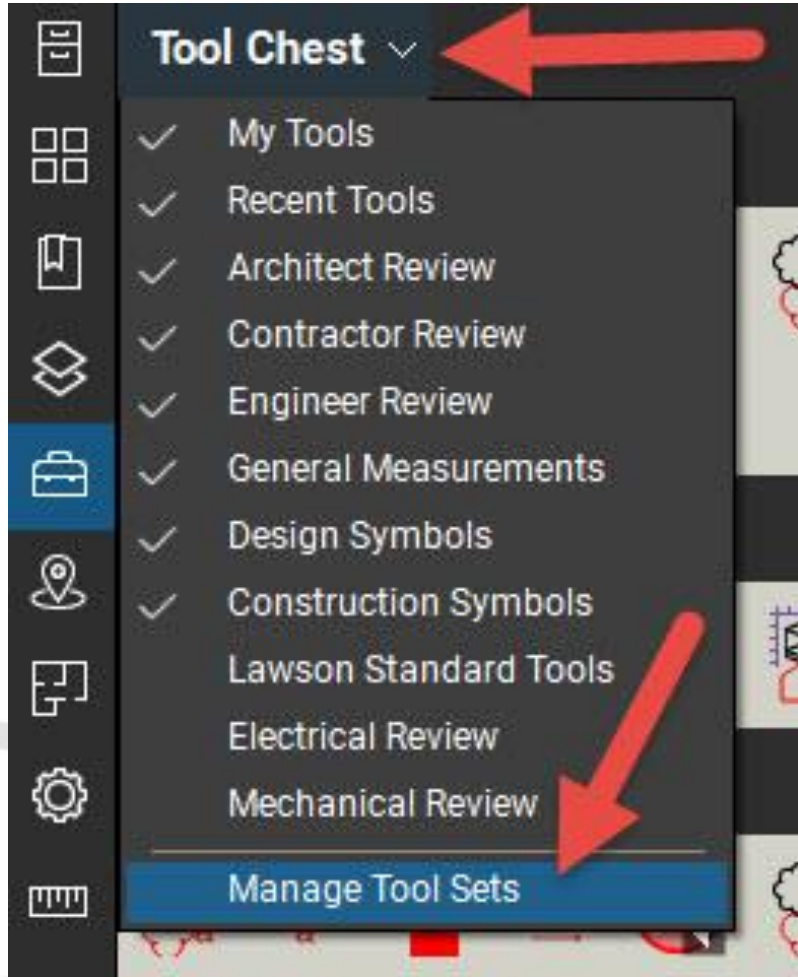 Tool Chest
My Tools
Recent Tools
Architect Review
Contractor Review
Engineer Review
General Measurements
Design Symbols
Construction Symbols
Lawson Standard Tools
Electrical Review
Mechanical Review
Manage Tool Sets